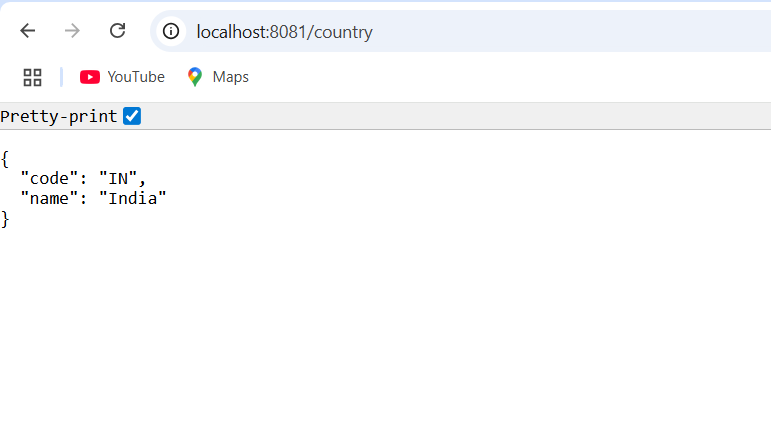 localhost:8081/country
YouTube Maps
Pretty-print
{
  "code": "IN",
  "name": "India"
}